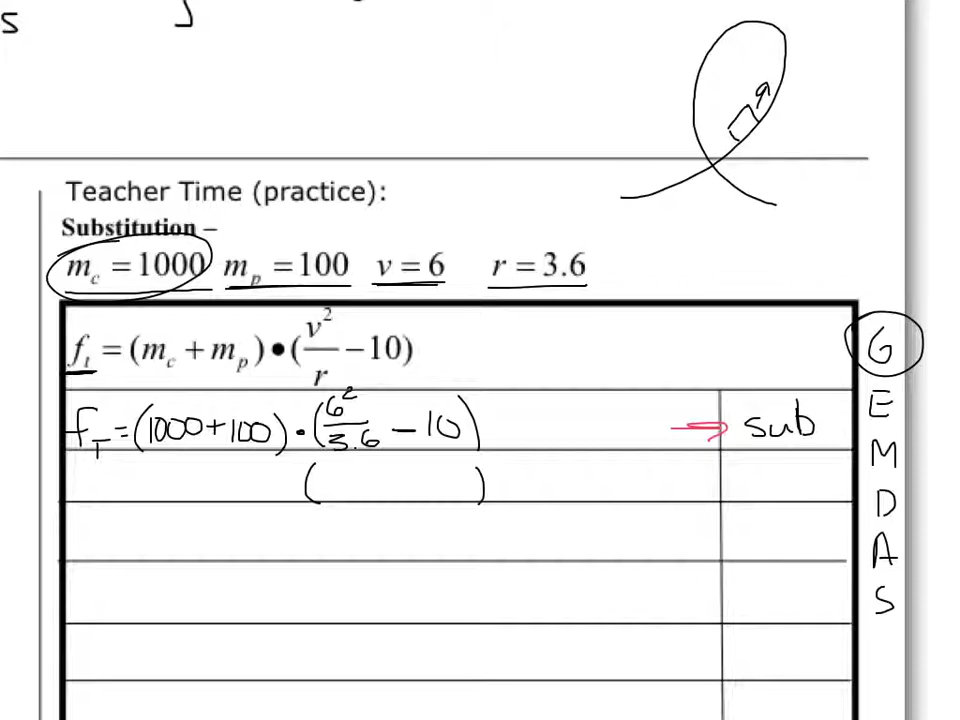 s
Teacher Time (practice):
Substitution –
m_c = 1000 m_p = 100 v = 6 r = 3.6
f_t = (m_c + m_p) • (v²/r − 10)
f_T = (1000 + 100) · (6²/3.6 − 10) → sub
( )
G
E
M
D
A
S